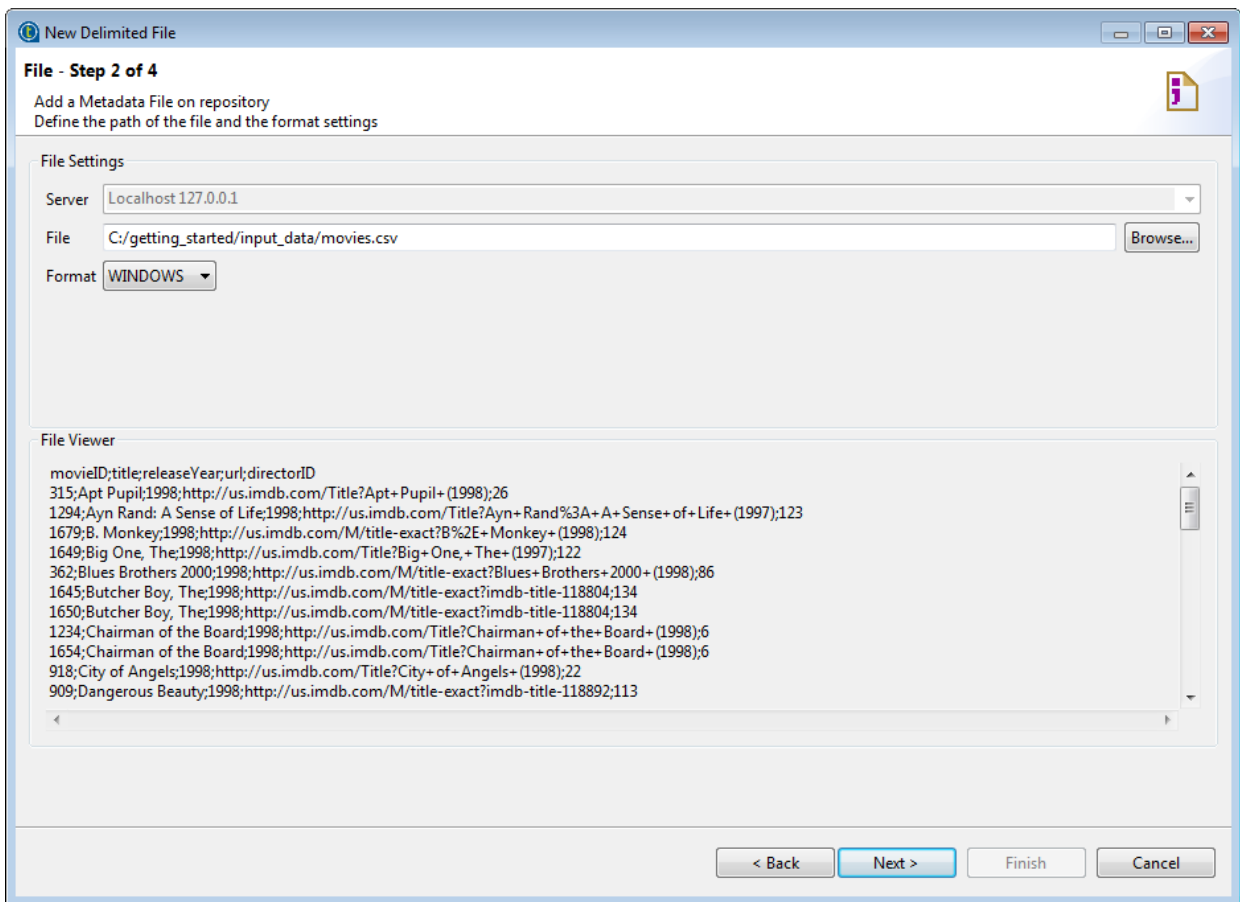 New Delimited File
File - Step 2 of 4
Add a Metadata File on repository
Define the path of the file and the format settings
File Settings
Server Localhost 127.0.0.1
File C:/getting_started/input_data/movies.csv Browse...
Format WINDOWS
File Viewer
movieID;title;releaseYear;url;directorID
315;Apt Pupil;1998;http://us.imdb.com/Title?Apt+Pupil+(1998);26
1294;Ayn Rand: A Sense of Life;1998;http://us.imdb.com/Title?Ayn+Rand%3A+A+Sense+of+Life+(1997);123
1679;B. Monkey;1998;http://us.imdb.com/M/title-exact?B%2E+Monkey+(1998);124
1649;Big One, The;1998;http://us.imdb.com/Title?Big+One,+The+(1997);122
362;Blues Brothers 2000;1998;http://us.imdb.com/M/title-exact?Blues+Brothers+2000+(1998);86
1645;Butcher Boy, The;1998;http://us.imdb.com/M/title-exact?imdb-title-118804;134
1650;Butcher Boy, The;1998;http://us.imdb.com/M/title-exact?imdb-title-118804;134
1234;Chairman of the Board;1998;http://us.imdb.com/Title?Chairman+of+the+Board+(1998);6
1654;Chairman of the Board;1998;http://us.imdb.com/Title?Chairman+of+the+Board+(1998);6
918;City of Angels;1998;http://us.imdb.com/Title?City+of+Angels+(1998);22
909;Dangerous Beauty;1998;http://us.imdb.com/M/title-exact?imdb-title-118892;113
< Back Next > Finish Cancel